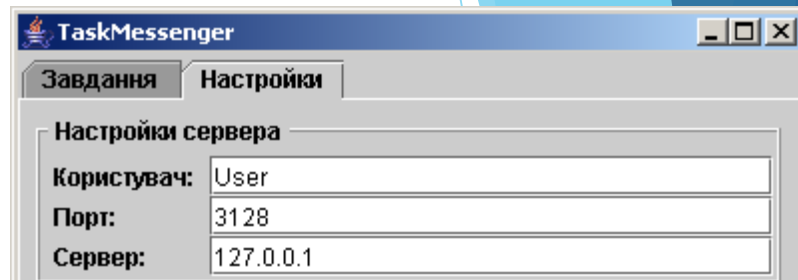 TaskMessenger
Завдання Настройки
Настройки сервера
Користувач: User
Порт: 3128
Сервер: 127.0.0.1